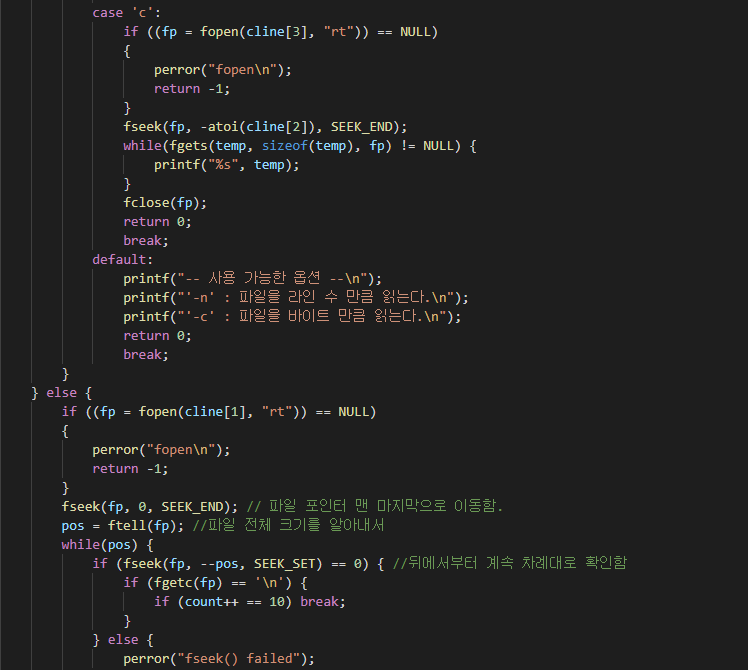 case 'c':
if ((fp = fopen(cline[3], "rt")) == NULL)
{
perror("fopen\n");
return -1;
}
fseek(fp, -atoi(cline[2]), SEEK_END);
while(fgets(temp, sizeof(temp), fp) != NULL) {
printf("%s", temp);
}
fclose(fp);
return 0;
break;
default:
printf("-- 사용 가능한 옵션 --\n");
printf("'-n' : 파일을 라인 수 만큼 읽는다.\n");
printf("'-c' : 파일을 바이트 만큼 읽는다.\n");
return 0;
break;
}
} else {
if ((fp = fopen(cline[1], "rt")) == NULL)
{
perror("fopen\n");
return -1;
}
fseek(fp, 0, SEEK_END); // 파일 포인터 맨 마지막으로 이동함.
pos = ftell(fp); //파일 전체 크기를 알아내서
while(pos) {
if (fseek(fp, --pos, SEEK_SET) == 0) { //뒤에서부터 계속 차례대로 확인함
if (fgetc(fp) == '\n') {
if (count++ == 10) break;
}
} else {
perror("fseek() failed");